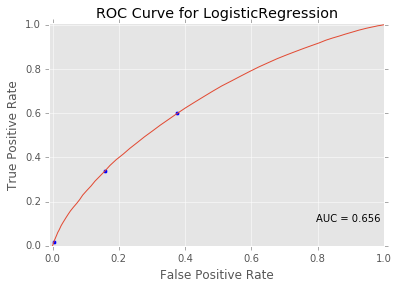 ROC Curve for LogisticRegression
1.0
0.8
0.6
0.4
0.2
0.0
True Positive Rate
AUC = 0.656
0.0 0.2 0.4 0.6 0.8 1.0
False Positive Rate